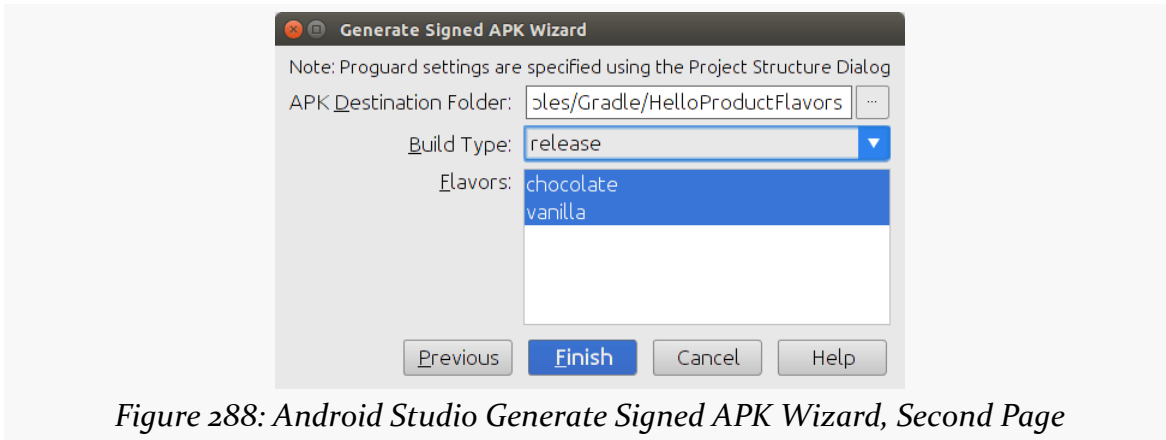 Generate Signed APK Wizard
Note: Proguard settings are specified using the Project Structure Dialog
APK Destination Folder: ples/Gradle/HelloProductFlavors ...
Build Type: release
Flavors: chocolate
vanilla
Previous Finish Cancel Help
Figure 288: Android Studio Generate Signed APK Wizard, Second Page